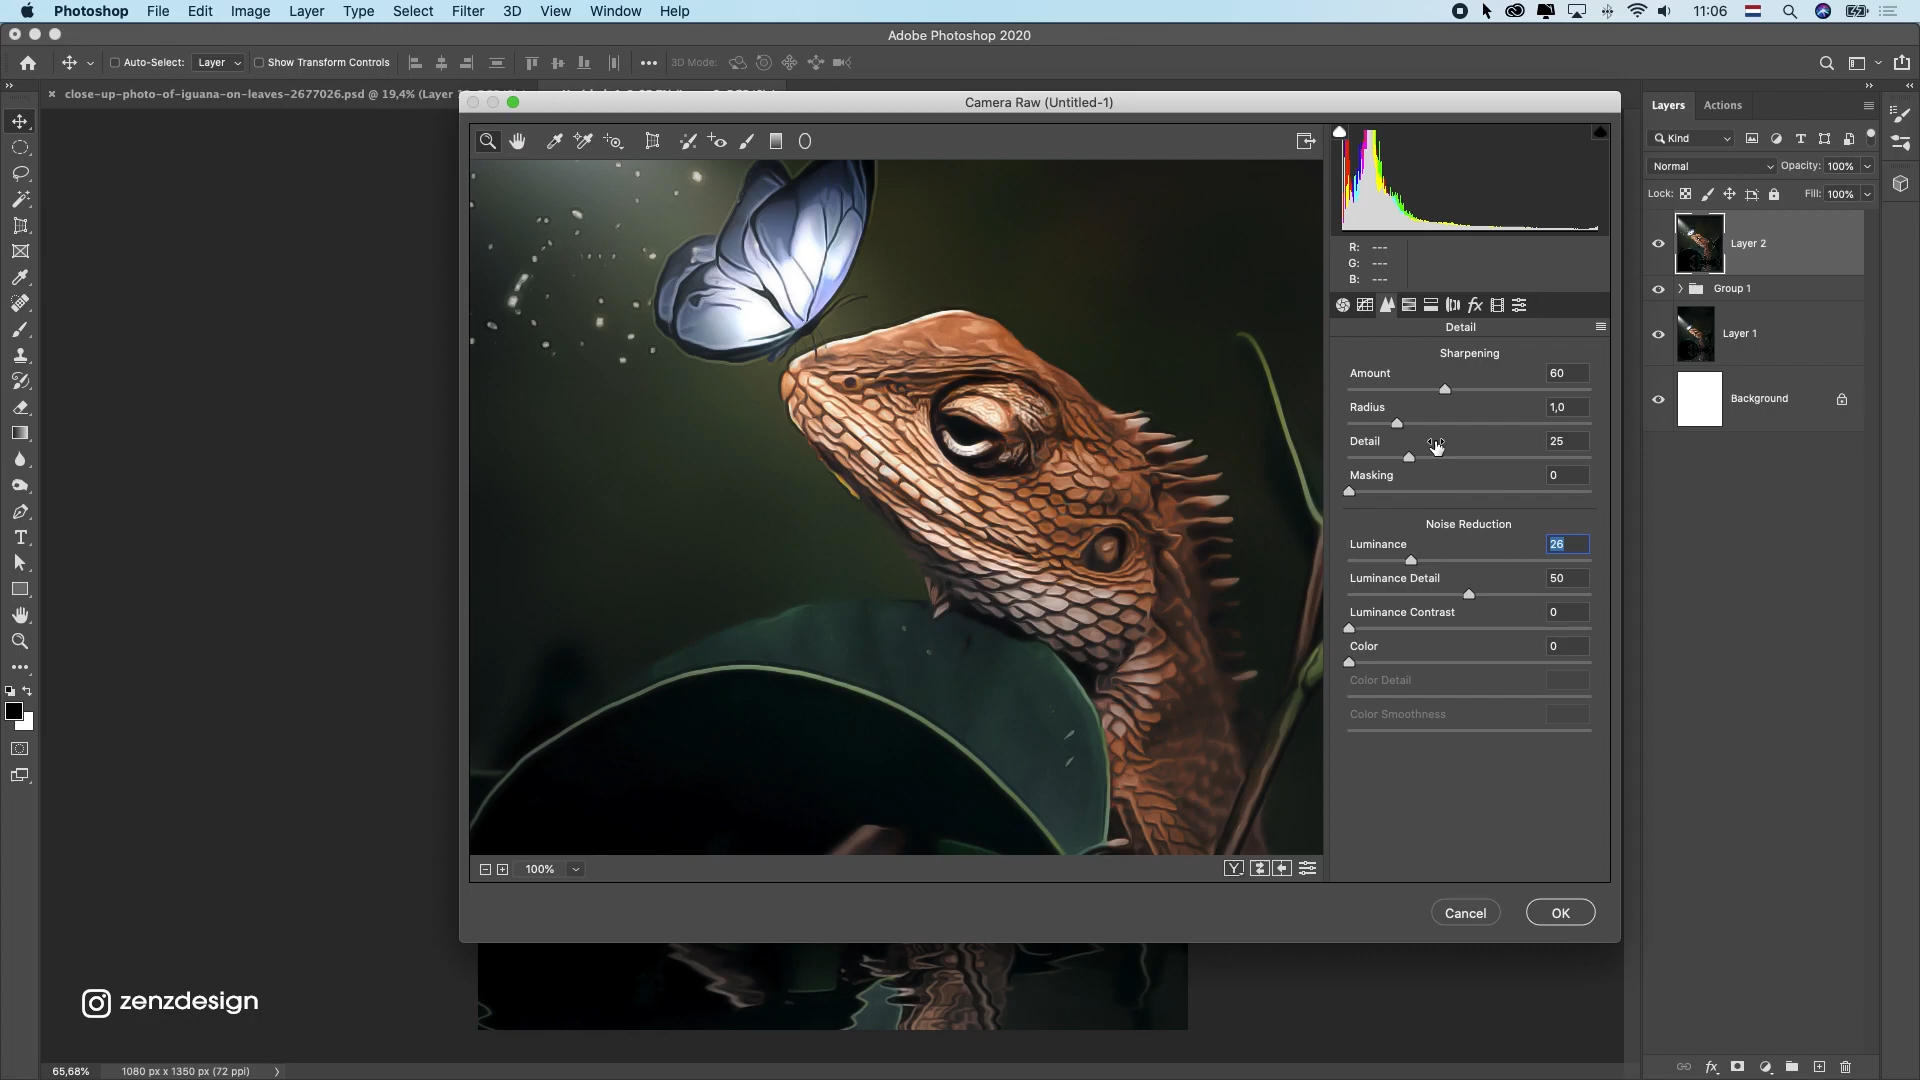 Photoshop File Edit Image Layer Type Select Filter 3D View Window Help 11:06
Adobe Photoshop 2020
Auto-Select: Layer Show Transform Controls 3D Mode:
close-up-photo-of-iguana-on-leaves-2677026.psd @ 19,4% (Layer
Camera Raw (Untitled-1)
Layers Actions
Kind
Normal Opacity: 100%
Lock: Fill: 100%
R: ---
G: ---
B: ---
Layer 2
Group 1
Layer 1
Background
Detail
Sharpening
Amount 60
Radius 1,0
Detail 25
Masking 0
Noise Reduction
Luminance 26
Luminance Detail 50
Luminance Contrast 0
Color 0
Color Detail
Color Smoothness
100% Y
Cancel OK
zenzdesign
65,68% 1080 px x 1350 px (72 ppi)